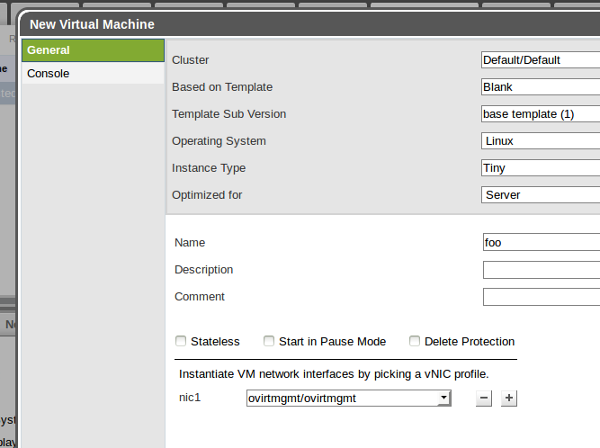 New Virtual Machine
General
Console
Cluster Default/Default
Based on Template Blank
Template Sub Version base template (1)
Operating System Linux
Instance Type Tiny
Optimized for Server
Name foo
Description
Comment
Stateless Start in Pause Mode Delete Protection
Instantiate VM network interfaces by picking a vNIC profile.
nic1 ovirtmgmt/ovirtmgmt